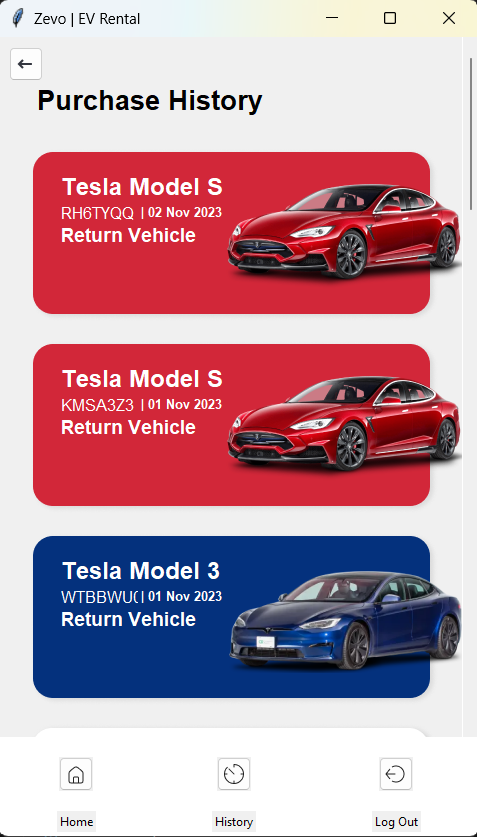 Zevo | EV Rental
Purchase History
Tesla Model S
RH6TYQQ | 02 Nov 2023
Return Vehicle
Tesla Model S
KMSA3Z3 | 01 Nov 2023
Return Vehicle
Tesla Model 3
WTBBWU( | 01 Nov 2023
Return Vehicle
Home
History
Log Out